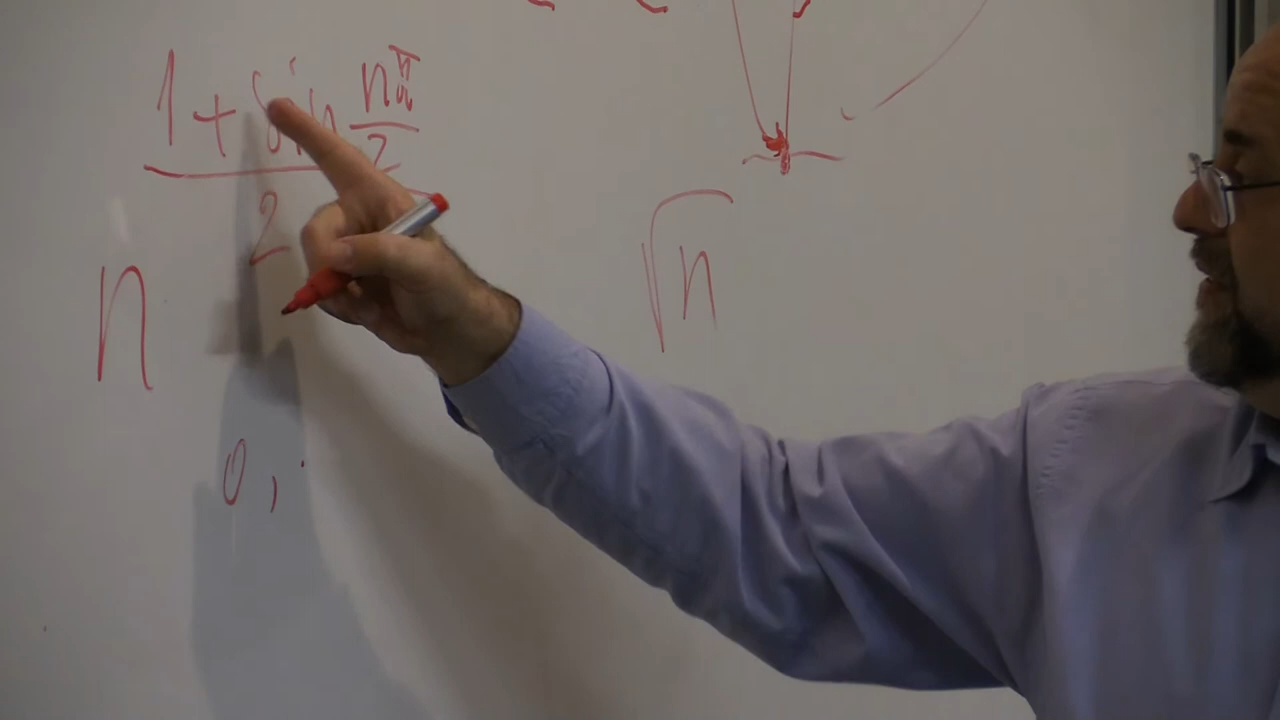 1 + sin nπ/2
2
n
√n
0,